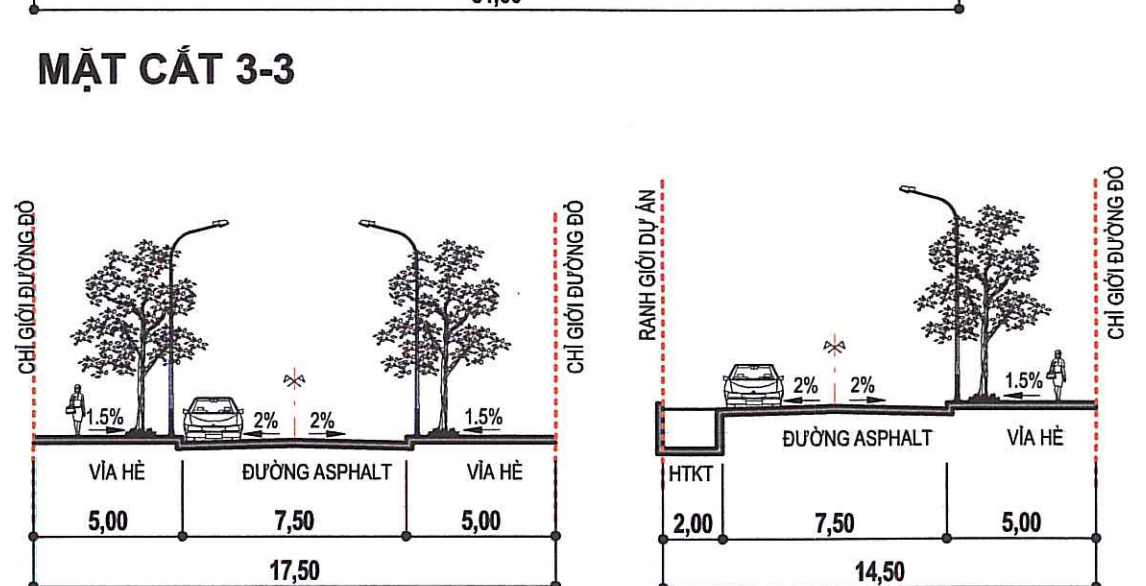 MẶT CẮT 3-3
CHỈ GIỚI ĐƯỜNG ĐỎ
1.5%
2%
2%
1.5%
CHỈ GIỚI ĐƯỜNG ĐỎ
VỈA HÈ
ĐƯỜNG ASPHALT
VỈA HÈ
5,00
7,50
5,00
17,50
RANH GIỚI DỰ ÁN
2%
2%
1.5%
CHỈ GIỚI ĐƯỜNG ĐỎ
ĐƯỜNG ASPHALT
VỈA HÈ
HTKT
2,00
7,50
5,00
14,50